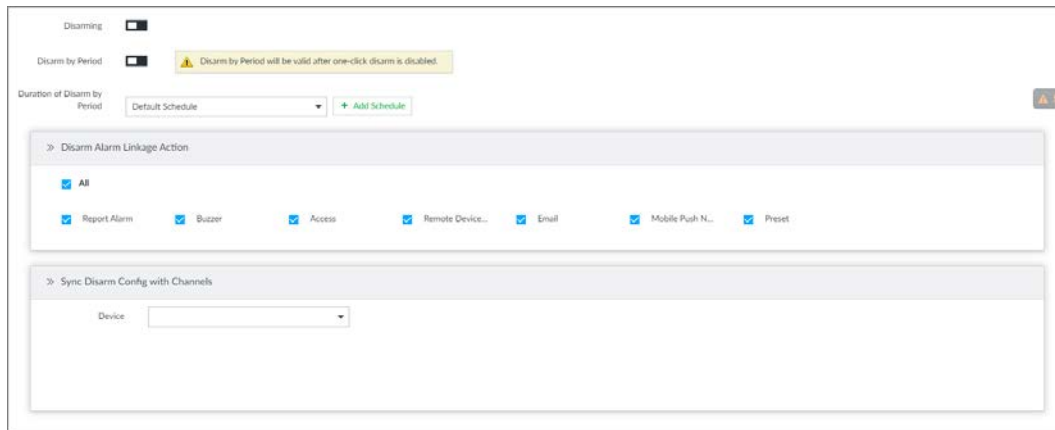 Disarming
Disarm by Period
Disarm by Period will be valid after one-click disarm is disabled.
Duration of Disarm by
Period
Default Schedule
+ Add Schedule
Disarm Alarm Linkage Action
All
Report Alarm
Buzzer
Access
Remote Device...
Email
Mobile Push N...
Preset
Sync Disarm Config with Channels
Device